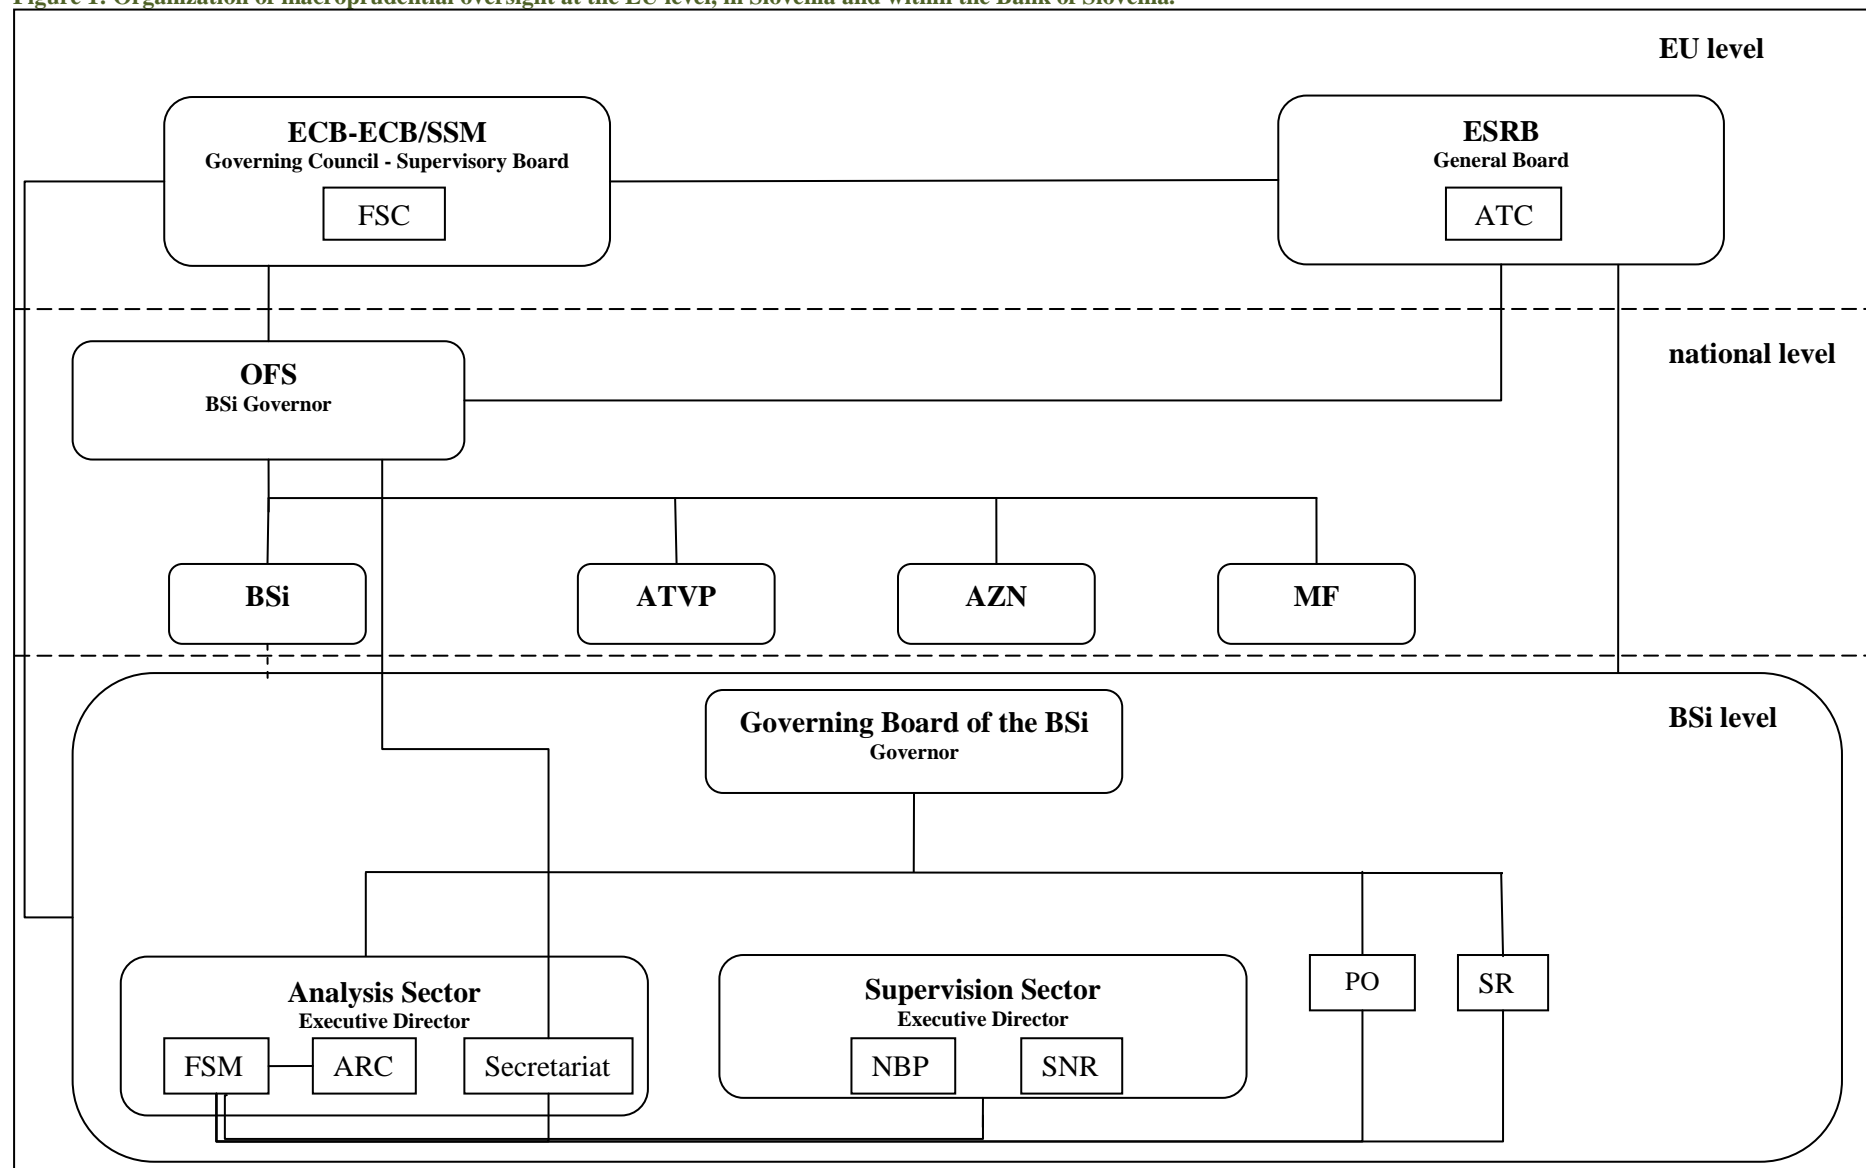 Figure 1: Organization of macroprudential oversight at the EU level, in Slovenia and within the Bank of Slovenia.
EU level
ECB-ECB/SSM
Governing Council - Supervisory Board
FSC
ESRB
General Board
ATC
national level
OFS
BSi Governor
BSi
ATVP
AZN
MF
BSi level
Governing Board of the BSi
Governor
Analysis Sector
Executive Director
FSM
ARC
Secretariat
Supervision Sector
Executive Director
NBP
SNR
PO
SR